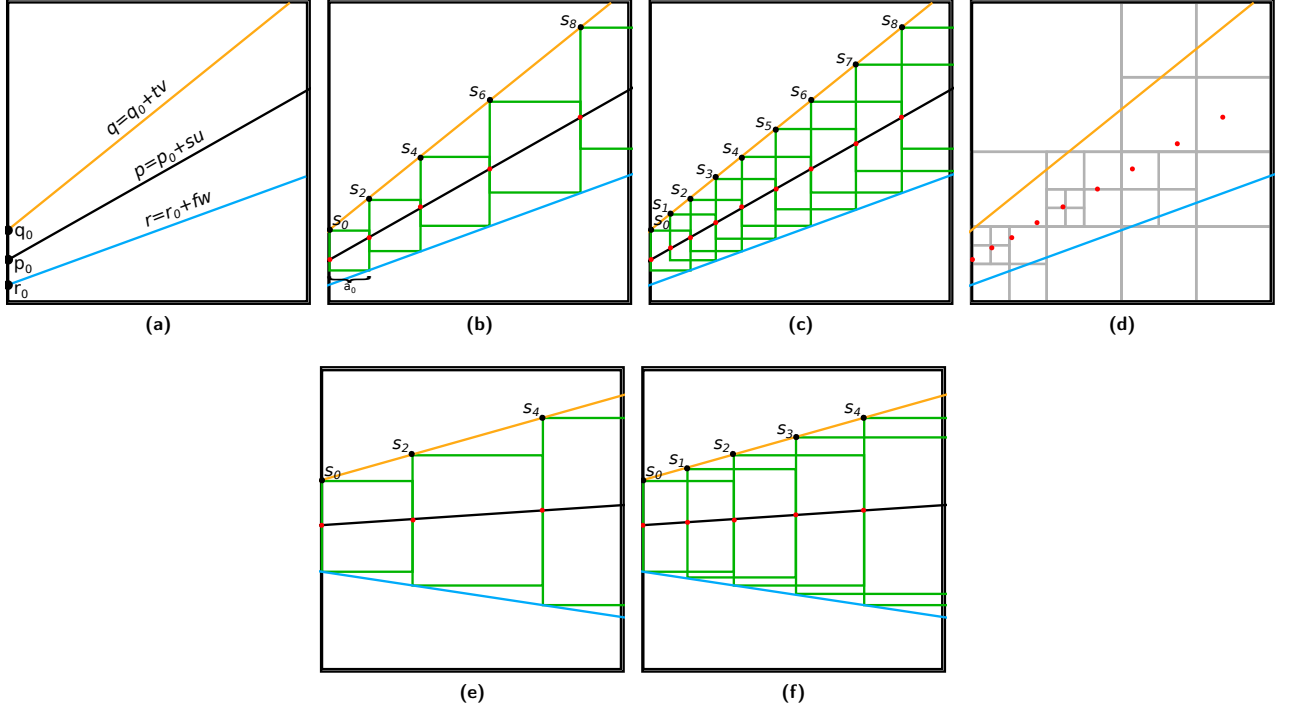 q=q₀+tv
p=p₀+su
r=r₀+fw
q₀
p₀
r₀
(a)
s₀
s₂
s₄
s₆
s₈
a₀
(b)
s₀
s₁
s₂
s₃
s₄
s₅
s₆
s₇
s₈
(c)
(d)
s₀
s₂
s₄
(e)
s₀
s₁
s₂
s₃
s₄
(f)